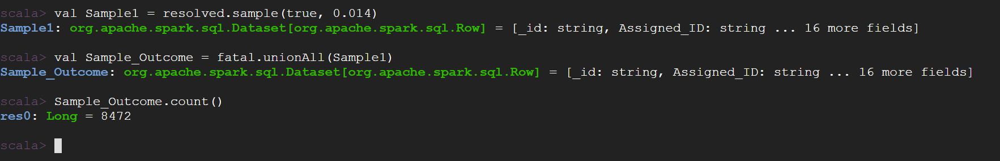 scala> val Sample1 = resolved.sample(true, 0.014)
Sample1: org.apache.spark.sql.Dataset[org.apache.spark.sql.Row] = [_id: string, Assigned_ID: string ... 16 more fields]
scala> val Sample_Outcome = fatal.unionAll(Sample1)
Sample_Outcome: org.apache.spark.sql.Dataset[org.apache.spark.sql.Row] = [_id: string, Assigned_ID: string ... 16 more fields]
scala> Sample_Outcome.count()
res0: Long = 8472
scala>